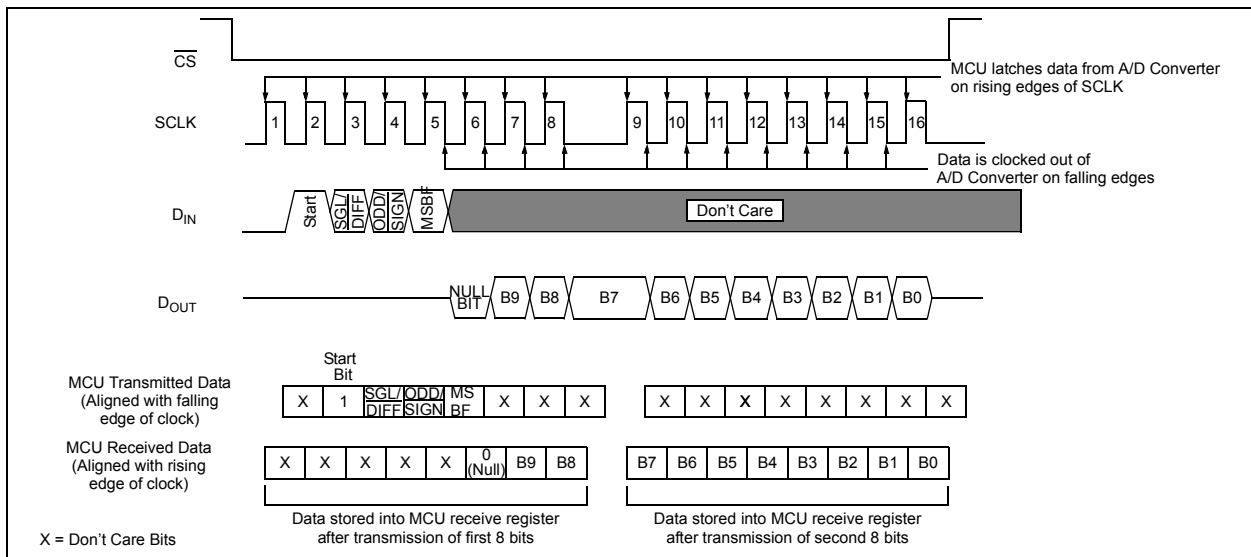 CS
MCU latches data from A/D Converter
on rising edges of SCLK
SCLK
1 2 3 4 5 6 7 8 9 10 11 12 13 14 15 16
Data is clocked out of
A/D Converter on falling edges
DIN
Start
SGL/
DIFF
ODD/
SIGN
MSBF
Don't Care
DOUT
NULL
BIT
B9 B8 B7 B6 B5 B4 B3 B2 B1 B0
Start
Bit
MCU Transmitted Data
(Aligned with falling
edge of clock)
X 1 SGL/ ODD/ MS X X X X X X X X X X X
DIFF SIGN BF
MCU Received Data
(Aligned with rising
edge of clock)
X X X X X 0 B9 B8 B7 B6 B5 B4 B3 B2 B1 B0
(Null)
Data stored into MCU receive register
after transmission of first 8 bits
Data stored into MCU receive register
after transmission of second 8 bits
X = Don't Care Bits